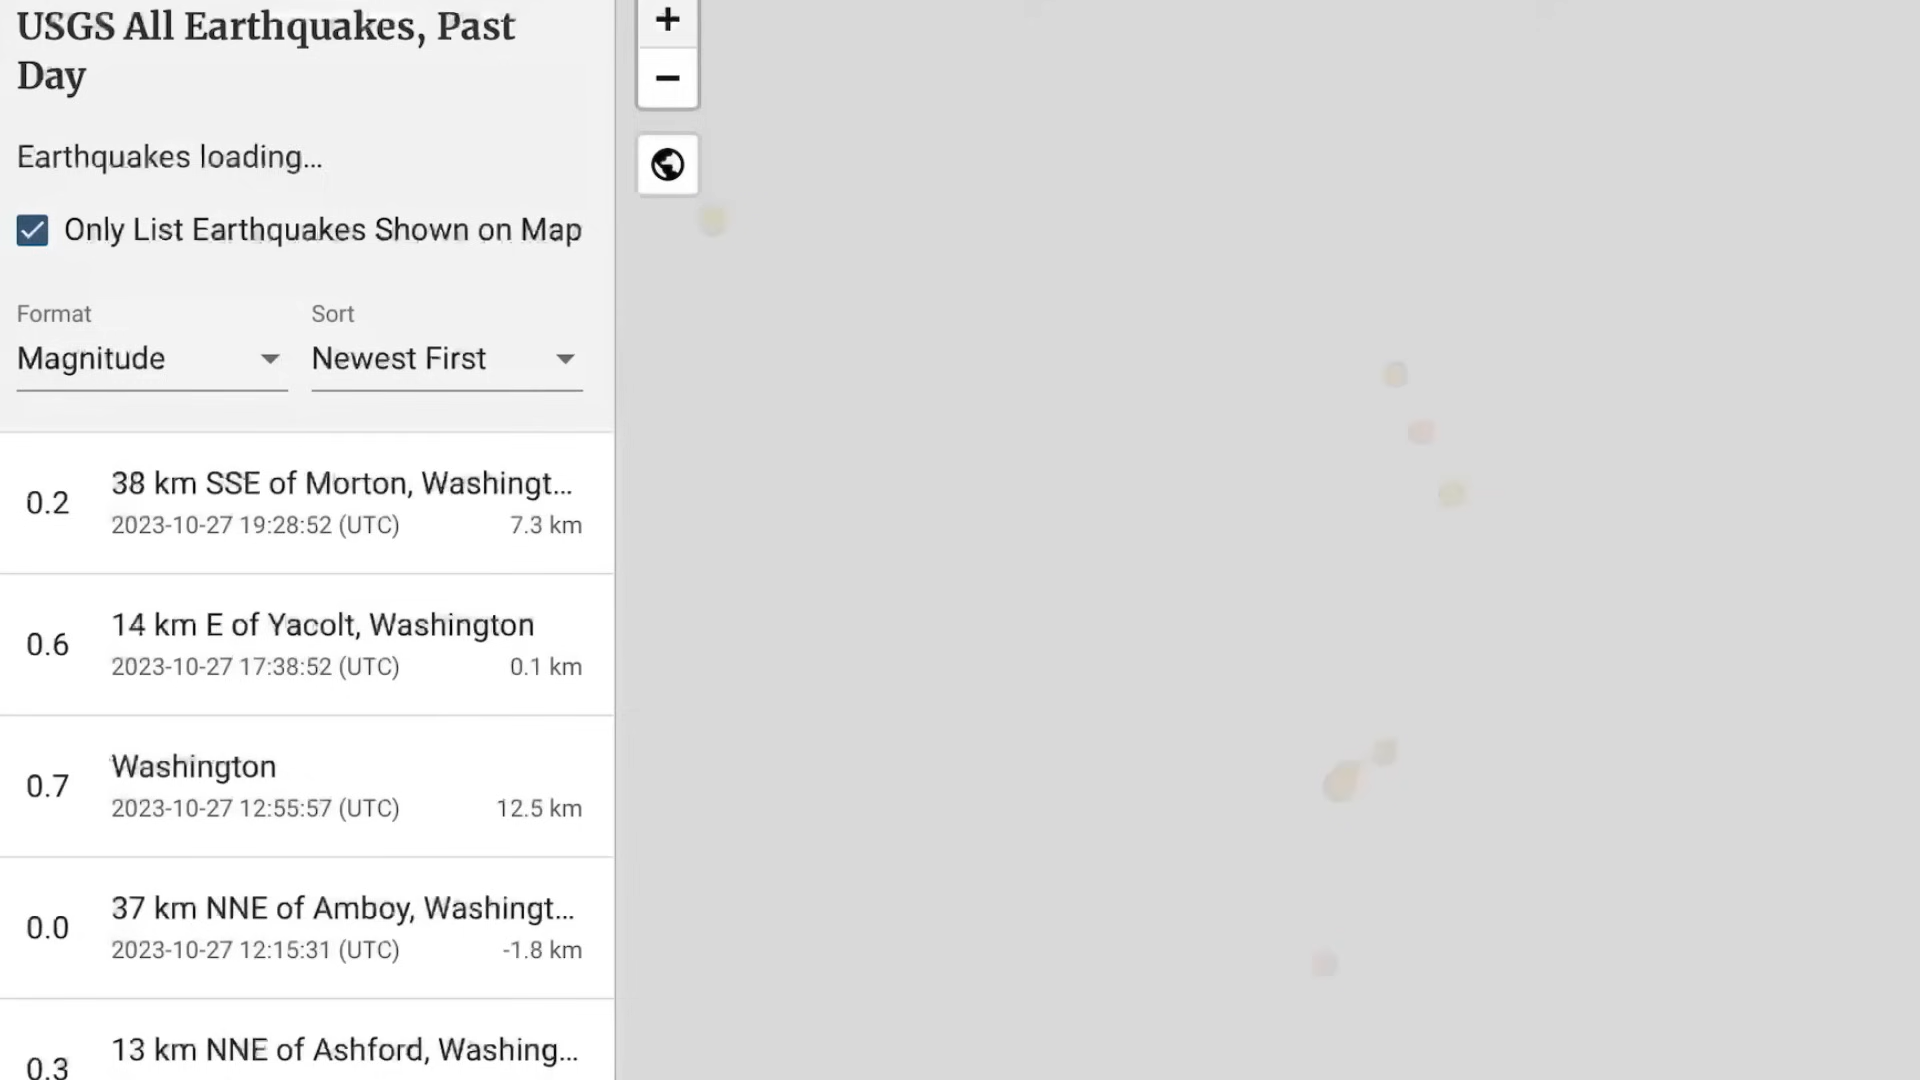 USGS All Earthquakes, Past
Day
Earthquakes loading...
Only List Earthquakes Shown on Map
Format
Sort
Magnitude
Newest First
0.2
38 km SSE of Morton, Washingt...
2023-10-27 19:28:52 (UTC)
7.3 km
0.6
14 km E of Yacolt, Washington
2023-10-27 17:38:52 (UTC)
0.1 km
0.7
Washington
2023-10-27 12:55:57 (UTC)
12.5 km
0.0
37 km NNE of Amboy, Washingt...
2023-10-27 12:15:31 (UTC)
-1.8 km
0.3
13 km NNE of Ashford, Washing...